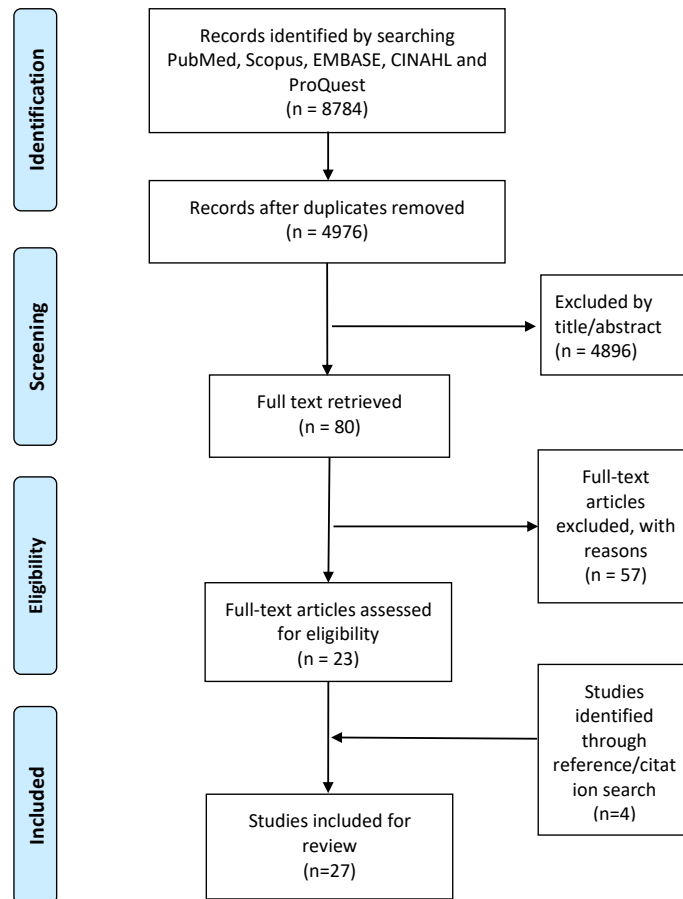 Identification
Records identified by searching
PubMed, Scopus, EMBASE, CINAHL and
ProQuest
(n = 8784)
Records after duplicates removed
(n = 4976)
Screening
Excluded by
title/abstract
(n = 4896)
Full text retrieved
(n = 80)
Eligibility
Full-text
articles
excluded, with
reasons
(n = 57)
Full-text articles assessed
for eligibility
(n = 23)
Included
Studies
identified
through
reference/citat
ion search
(n=4)
Studies included for
review
(n=27)